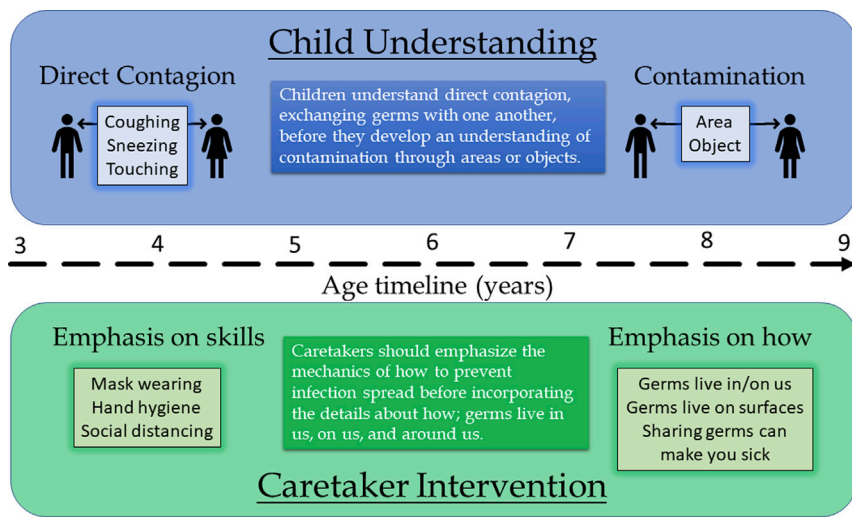 Child Understanding
Direct Contagion
Coughing
Sneezing
Touching
Children understand direct contagion,
exchanging germs with one another,
before they develop an understanding of
contamination through areas or objects.
Contamination
Area
Object
3 4 5 6 7 8 9
Age timeline (years)
Emphasis on skills
Mask wearing
Hand hygiene
Social distancing
Caretakers should emphasize the
mechanics of how to prevent
infection spread before incorporating
the details about how; germs live in
us, on us, and around us.
Emphasis on how
Germs live in/on us
Germs live on surfaces
Sharing germs can
make you sick
Caretaker Intervention